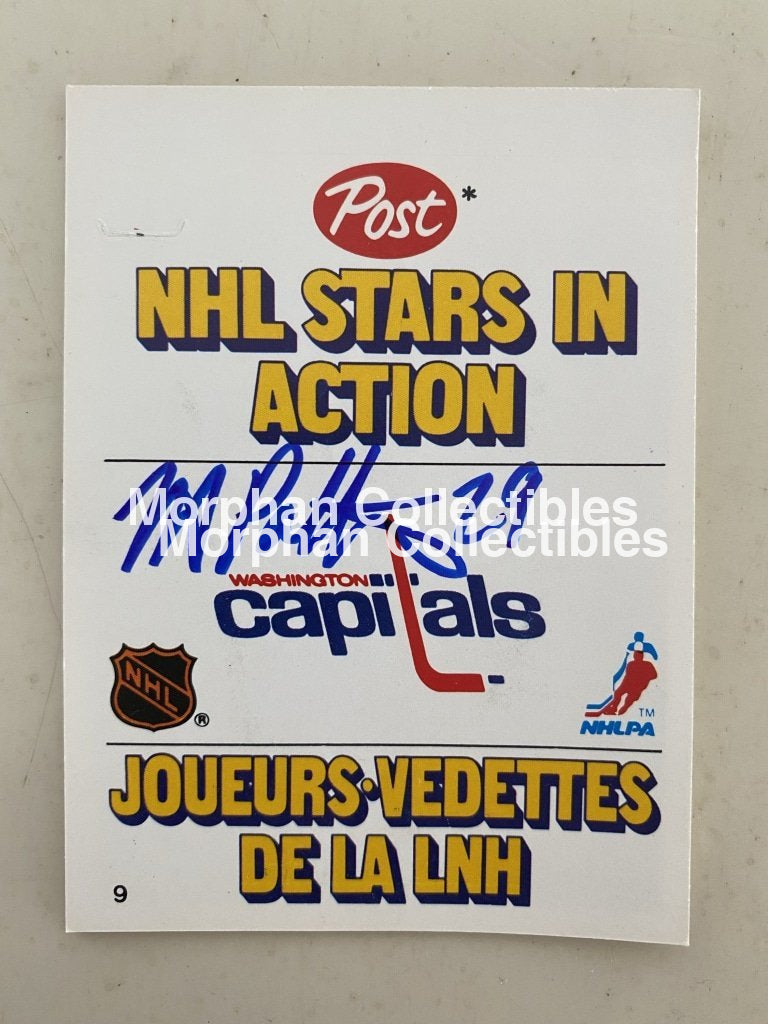 Post*
NHL STARS IN
ACTION
Morphan Collectibles
Morphan Collectibles
WASHINGTON
capitals
NHL
®
TM
NHLPA
JOUEURS·VEDETTES
DE LA LNH
9